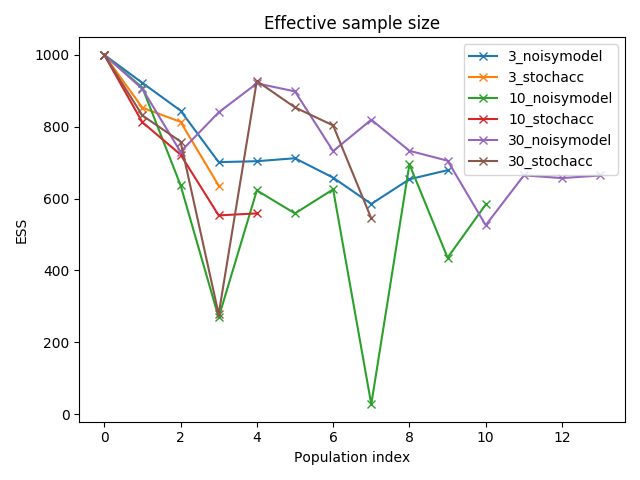 Effective sample size
1000
800
600
400
200
0
ESS
3_noisymodel
3_stochacc
10_noisymodel
10_stochacc
30_noisymodel
30_stochacc
0 2 4 6 8 10 12
Population index